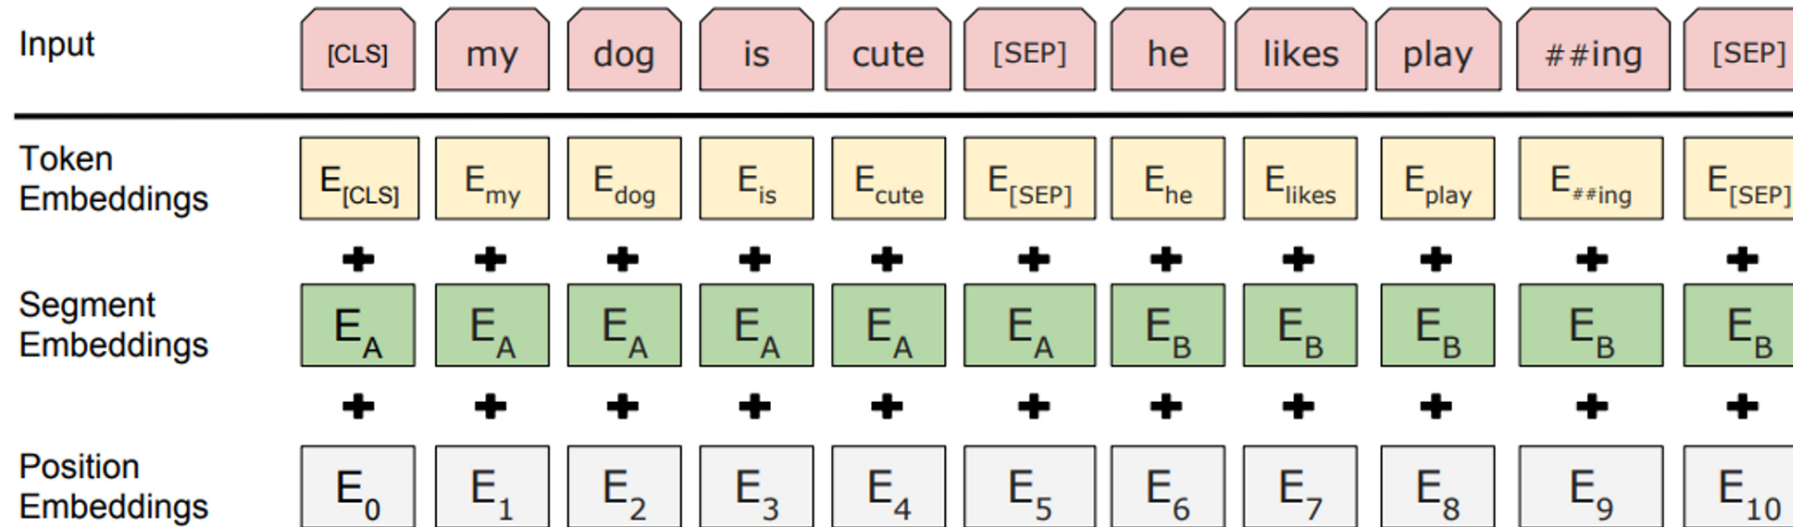 Input [CLS] my dog is cute [SEP] he likes play ##ing [SEP]
Token Embeddings E[CLS] Emy Edog Eis Ecute E[SEP] Ehe Elikes Eplay E##ing E[SEP]
+ + + + + + + + + + +
Segment Embeddings EA EA EA EA EA EA EB EB EB EB EB
+ + + + + + + + + + +
Position Embeddings E0 E1 E2 E3 E4 E5 E6 E7 E8 E9 E10